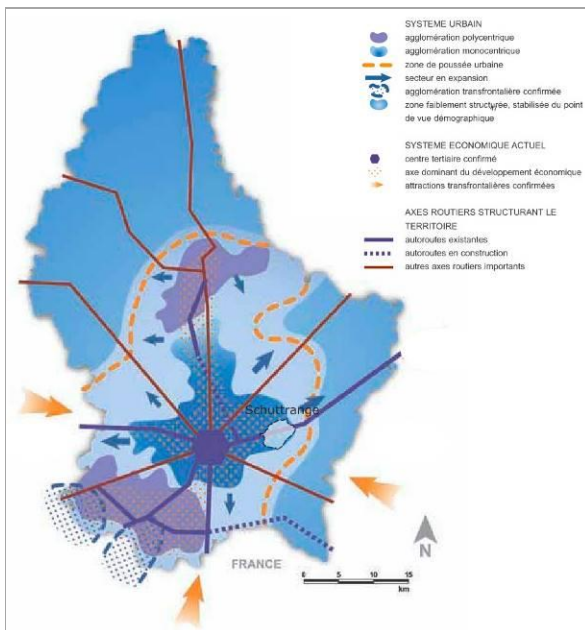 SYSTEME URBAIN
agglomération polycentrique
agglomération monocentrique
zone de poussée urbaine
secteur en expansion
agglomération transfrontalière confirmée
zone faiblement structurée, stabilisée du point
de vue démographique
SYSTEME ECONOMIQUE ACTUEL
centre tertiaire confirmé
axe dominant du développement économique
attractions transfrontalières confirmées
AXES ROUTIERS STRUCTURANT LE
TERRITOIRE
autoroutes existantes
autoroutes en construction
autres axes routiers importants
Schuttrange
N
FRANCE
0 5 10 15
km